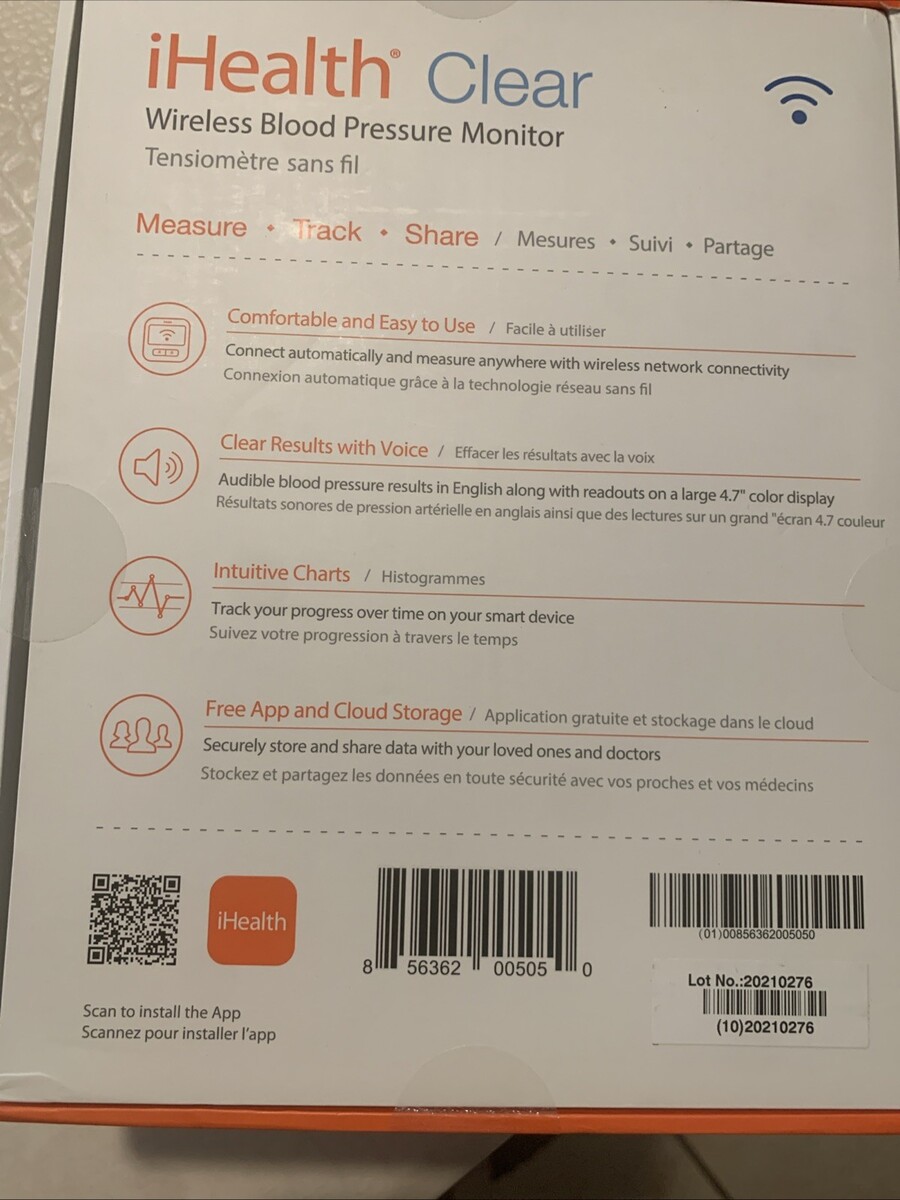 iHealth® Clear
Wireless Blood Pressure Monitor
Tensiomètre sans fil
Measure • Track • Share / Mesures • Suivi • Partage
Comfortable and Easy to Use / Facile à utiliser
Connect automatically and measure anywhere with wireless network connectivity
Connexion automatique grâce à la technologie réseau sans fil
Clear Results with Voice / Effacer les résultats avec la voix
Audible blood pressure results in English along with readouts on a large 4.7" color display
Résultats sonores de pression artérielle en anglais ainsi que des lectures sur un grand "écran 4.7 couleur
Intuitive Charts / Histogrammes
Track your progress over time on your smart device
Suivez votre progression à travers le temps
Free App and Cloud Storage / Application gratuite et stockage dans le cloud
Securely store and share data with your loved ones and doctors
Stockez et partagez les données en toute sécurité avec vos proches et vos médecins
iHealth
Scan to install the App
Scannez pour installer l'app
8 56362 00505 0
(01)00856362005050
Lot No.:20210276
(10)20210276